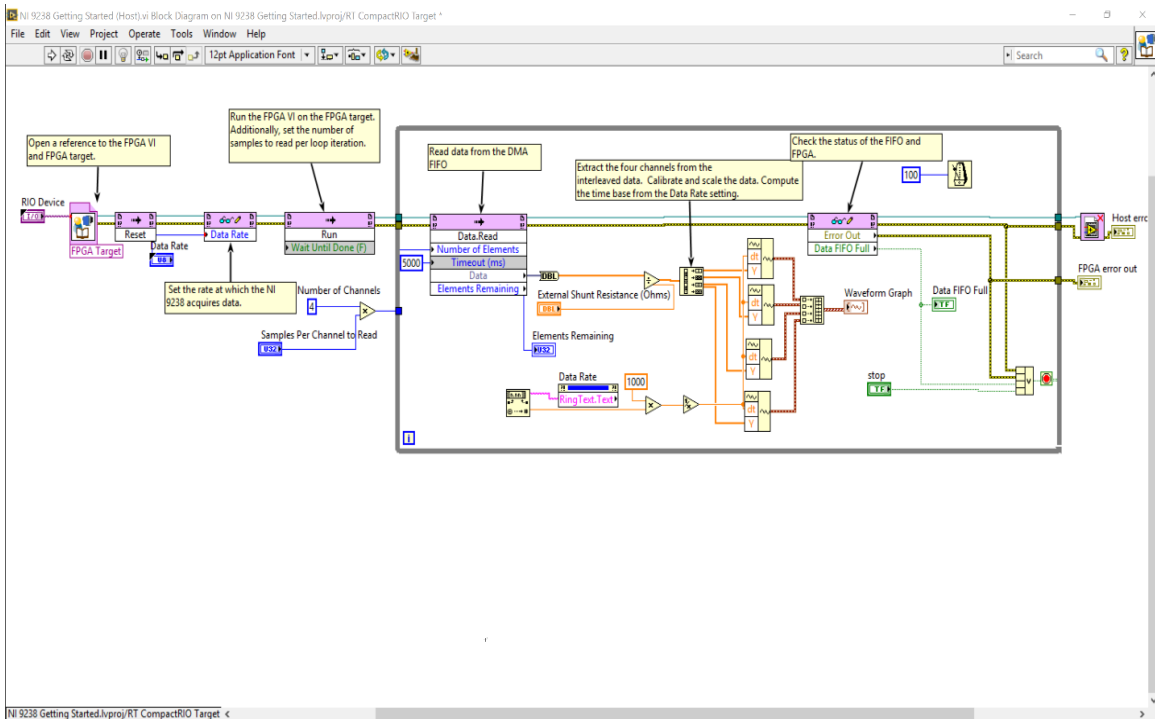 NI 9238 Getting Started (Host).vi Block Diagram on NI 9238 Getting Started.lvproj/RT CompactRIO Target *
File Edit View Project Operate Tools Window Help
12pt Application Font
Search
Open a reference to the FPGA VI
and FPGA target.
Run the FPGA VI on the FPGA target.
Additionally, set the number of
samples to read per loop iteration.
Read data from the DMA
FIFO
Extract the four channels from the
interleaved data. Calibrate and scale the data. Compute
the time base from the Data Rate setting.
Check the status of the FIFO and
FPGA.
100
RIO Device
I/O
FPGA Target
Reset
Data Rate
U8
Data Rate
Run
Wait Until Done (F)
Set the rate at which the NI
9238 acquires data.
Number of Channels
4
Samples Per Channel to Read
U32
5000
Data.Read
Number of Elements
Timeout (ms)
Data
Elements Remaining
DBL
External Shunt Resistance (Ohms)
DBL
Elements Remaining
U32
Data Rate
RingText.Text
1000
dt
Y
dt
Y
dt
Y
dt
Y
Waveform Graph
Error Out
Data FIFO Full
Data FIFO Full
TF
stop
TF
i
Host erro
FPGA error out
NI 9238 Getting Started.lvproj/RT CompactRIO Target